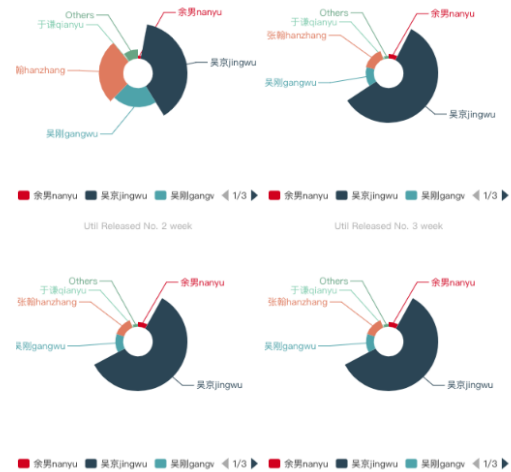 Others
余男nanyu
于谦qianyu
吴京jingwu
hanzhang
吴刚gangwu
Others
余男nanyu
于谦qianyu
张翰hanzhang
吴刚gangwu
吴京jingwu
余男nanyu 吴京jingwu 吴刚gangw 1/3
余男nanyu 吴京jingwu 吴刚gangw 1/3
Util Released No. 2 week
Util Released No. 3 week
Others
余男nanyu
于谦qianyu
张翰hanzhang
吴刚gangwu
吴京jingwu
Others
余男nanyu
于谦qianyu
张翰hanzhang
吴刚gangwu
吴京jingwu
余男nanyu 吴京jingwu 吴刚gangw 1/3
余男nanyu 吴京jingwu 吴刚gangw 1/3